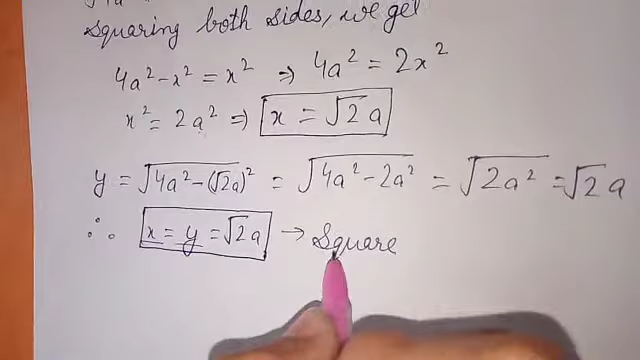 squaring both sides, we get
4a² - x² = x² ⇒ 4a² = 2x²
x² = 2a² ⇒ x = √2 a
y = √4a² - (√2a)² = √4a² - 2a² = √2a² = √2 a
∴ x = y = √2a → Square